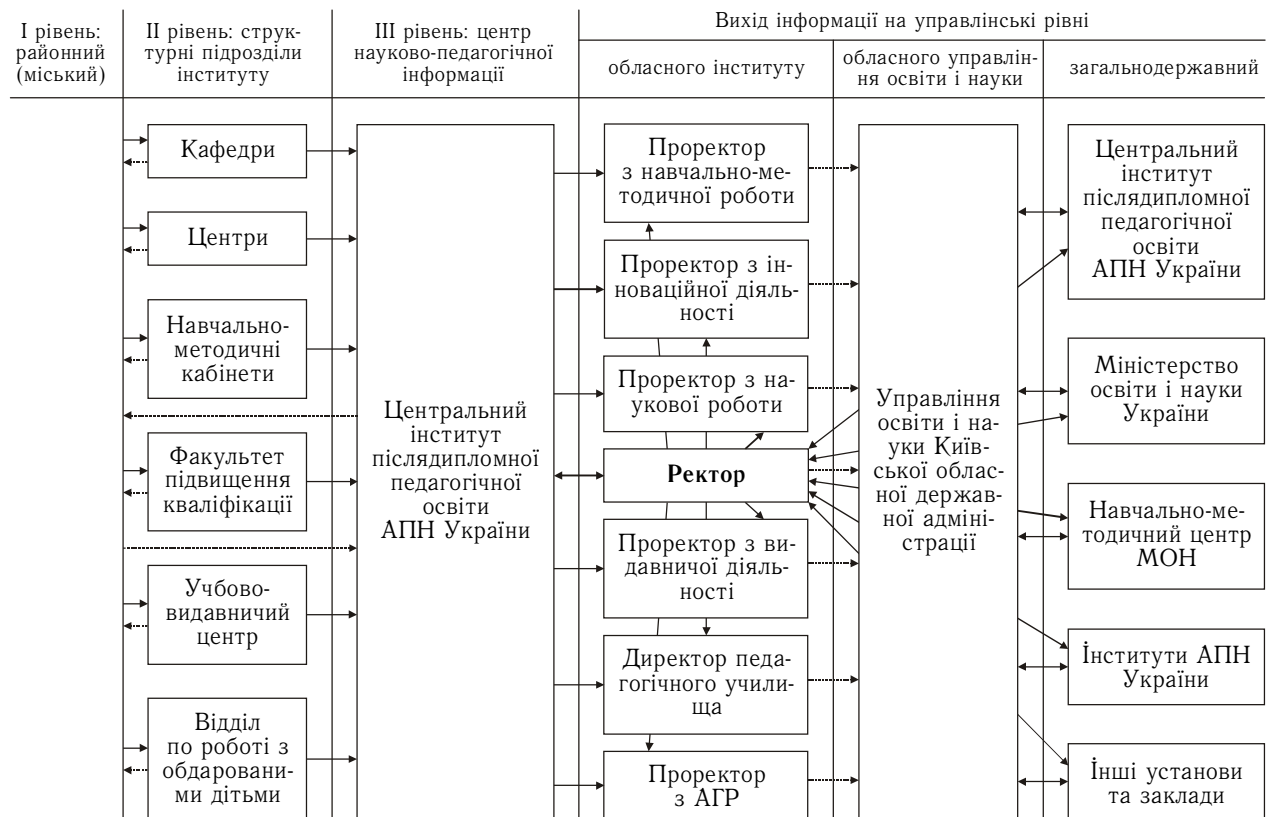 I рівень:
районний
(міський)
II рівень: струк-
турні підрозділи
інституту
III рівень: центр
науково-педагогічної
інформації
Вихід інформації на управлінські рівні
обласного інституту
обласного управлін-
ня освіти і науки
загальнодержавний
Кафедри
Центри
Навчально-
методичні
кабінети
Факультет
підвищення
кваліфікації
Учбово-
видавничий
центр
Відділ
по роботі з
обдаровани-
ми дітьми
Центральний
інститут
післядипломної
педагогічної
освіти
АПН України
Проректор
з навчально-ме-
тодичної роботи
Проректор з ін-
новаційної діяль-
ності
Проректор з на-
укової роботи
Ректор
Проректор з ви-
давничої діяль-
ності
Директор педа-
гогічного учили-
ща
Проректор
з АГР
Управління
освіти і на-
уки Київ-
ської облас-
ної держав-
ної адміні-
страції
Центральний
інститут
післядипломної
педагогічної
освіти
АПН України
Міністерство
освіти і науки
України
Навчально-ме-
тодичний центр
МОН
Інститути АПН
України
Інші установи
та заклади